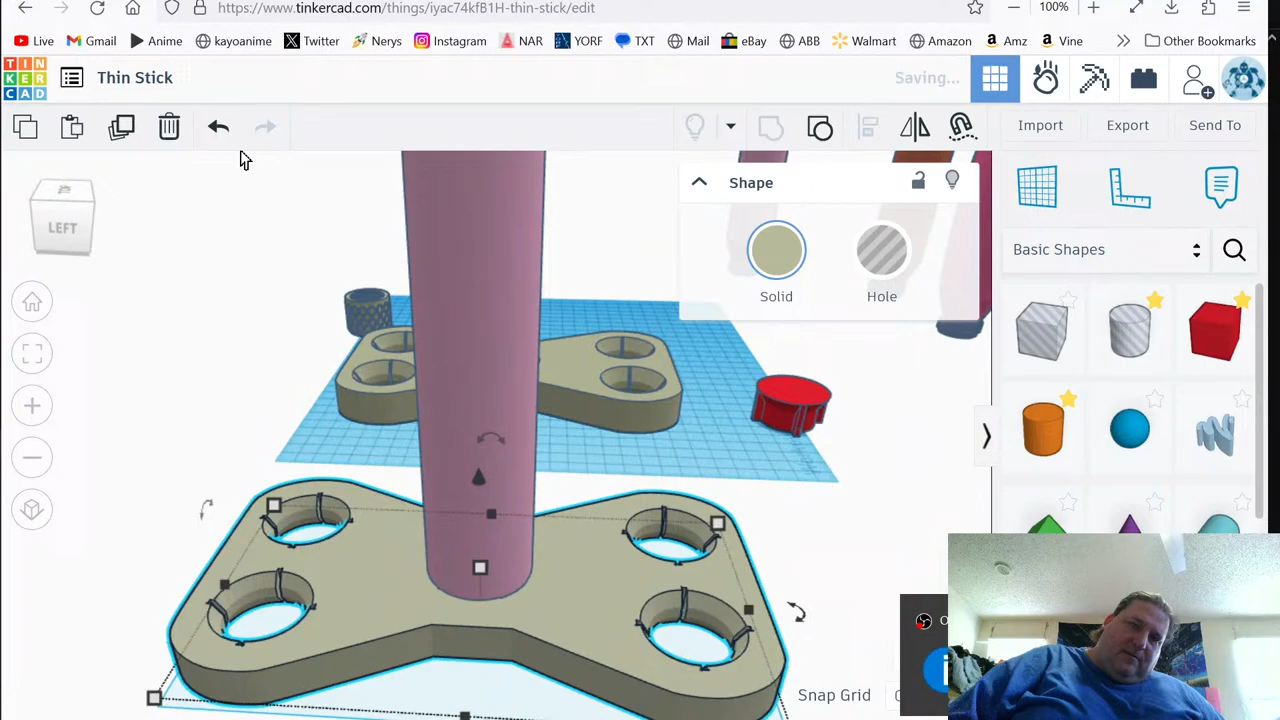 https://www.tinkercad.com/things/iyac74kfB1H-thin-stick/edit
100%
Live
Gmail
Anime
kayoanime
Twitter
Nerys
Instagram
NAR
YORF
TXT
Mail
eBay
ABB
Walmart
Amazon
Amz
Vine
Other Bookmarks
TIN
KER
CAD
Thin Stick
Saving...
Import
Export
Send To
Shape
LEFT
Solid
Hole
Basic Shapes
Snap Grid